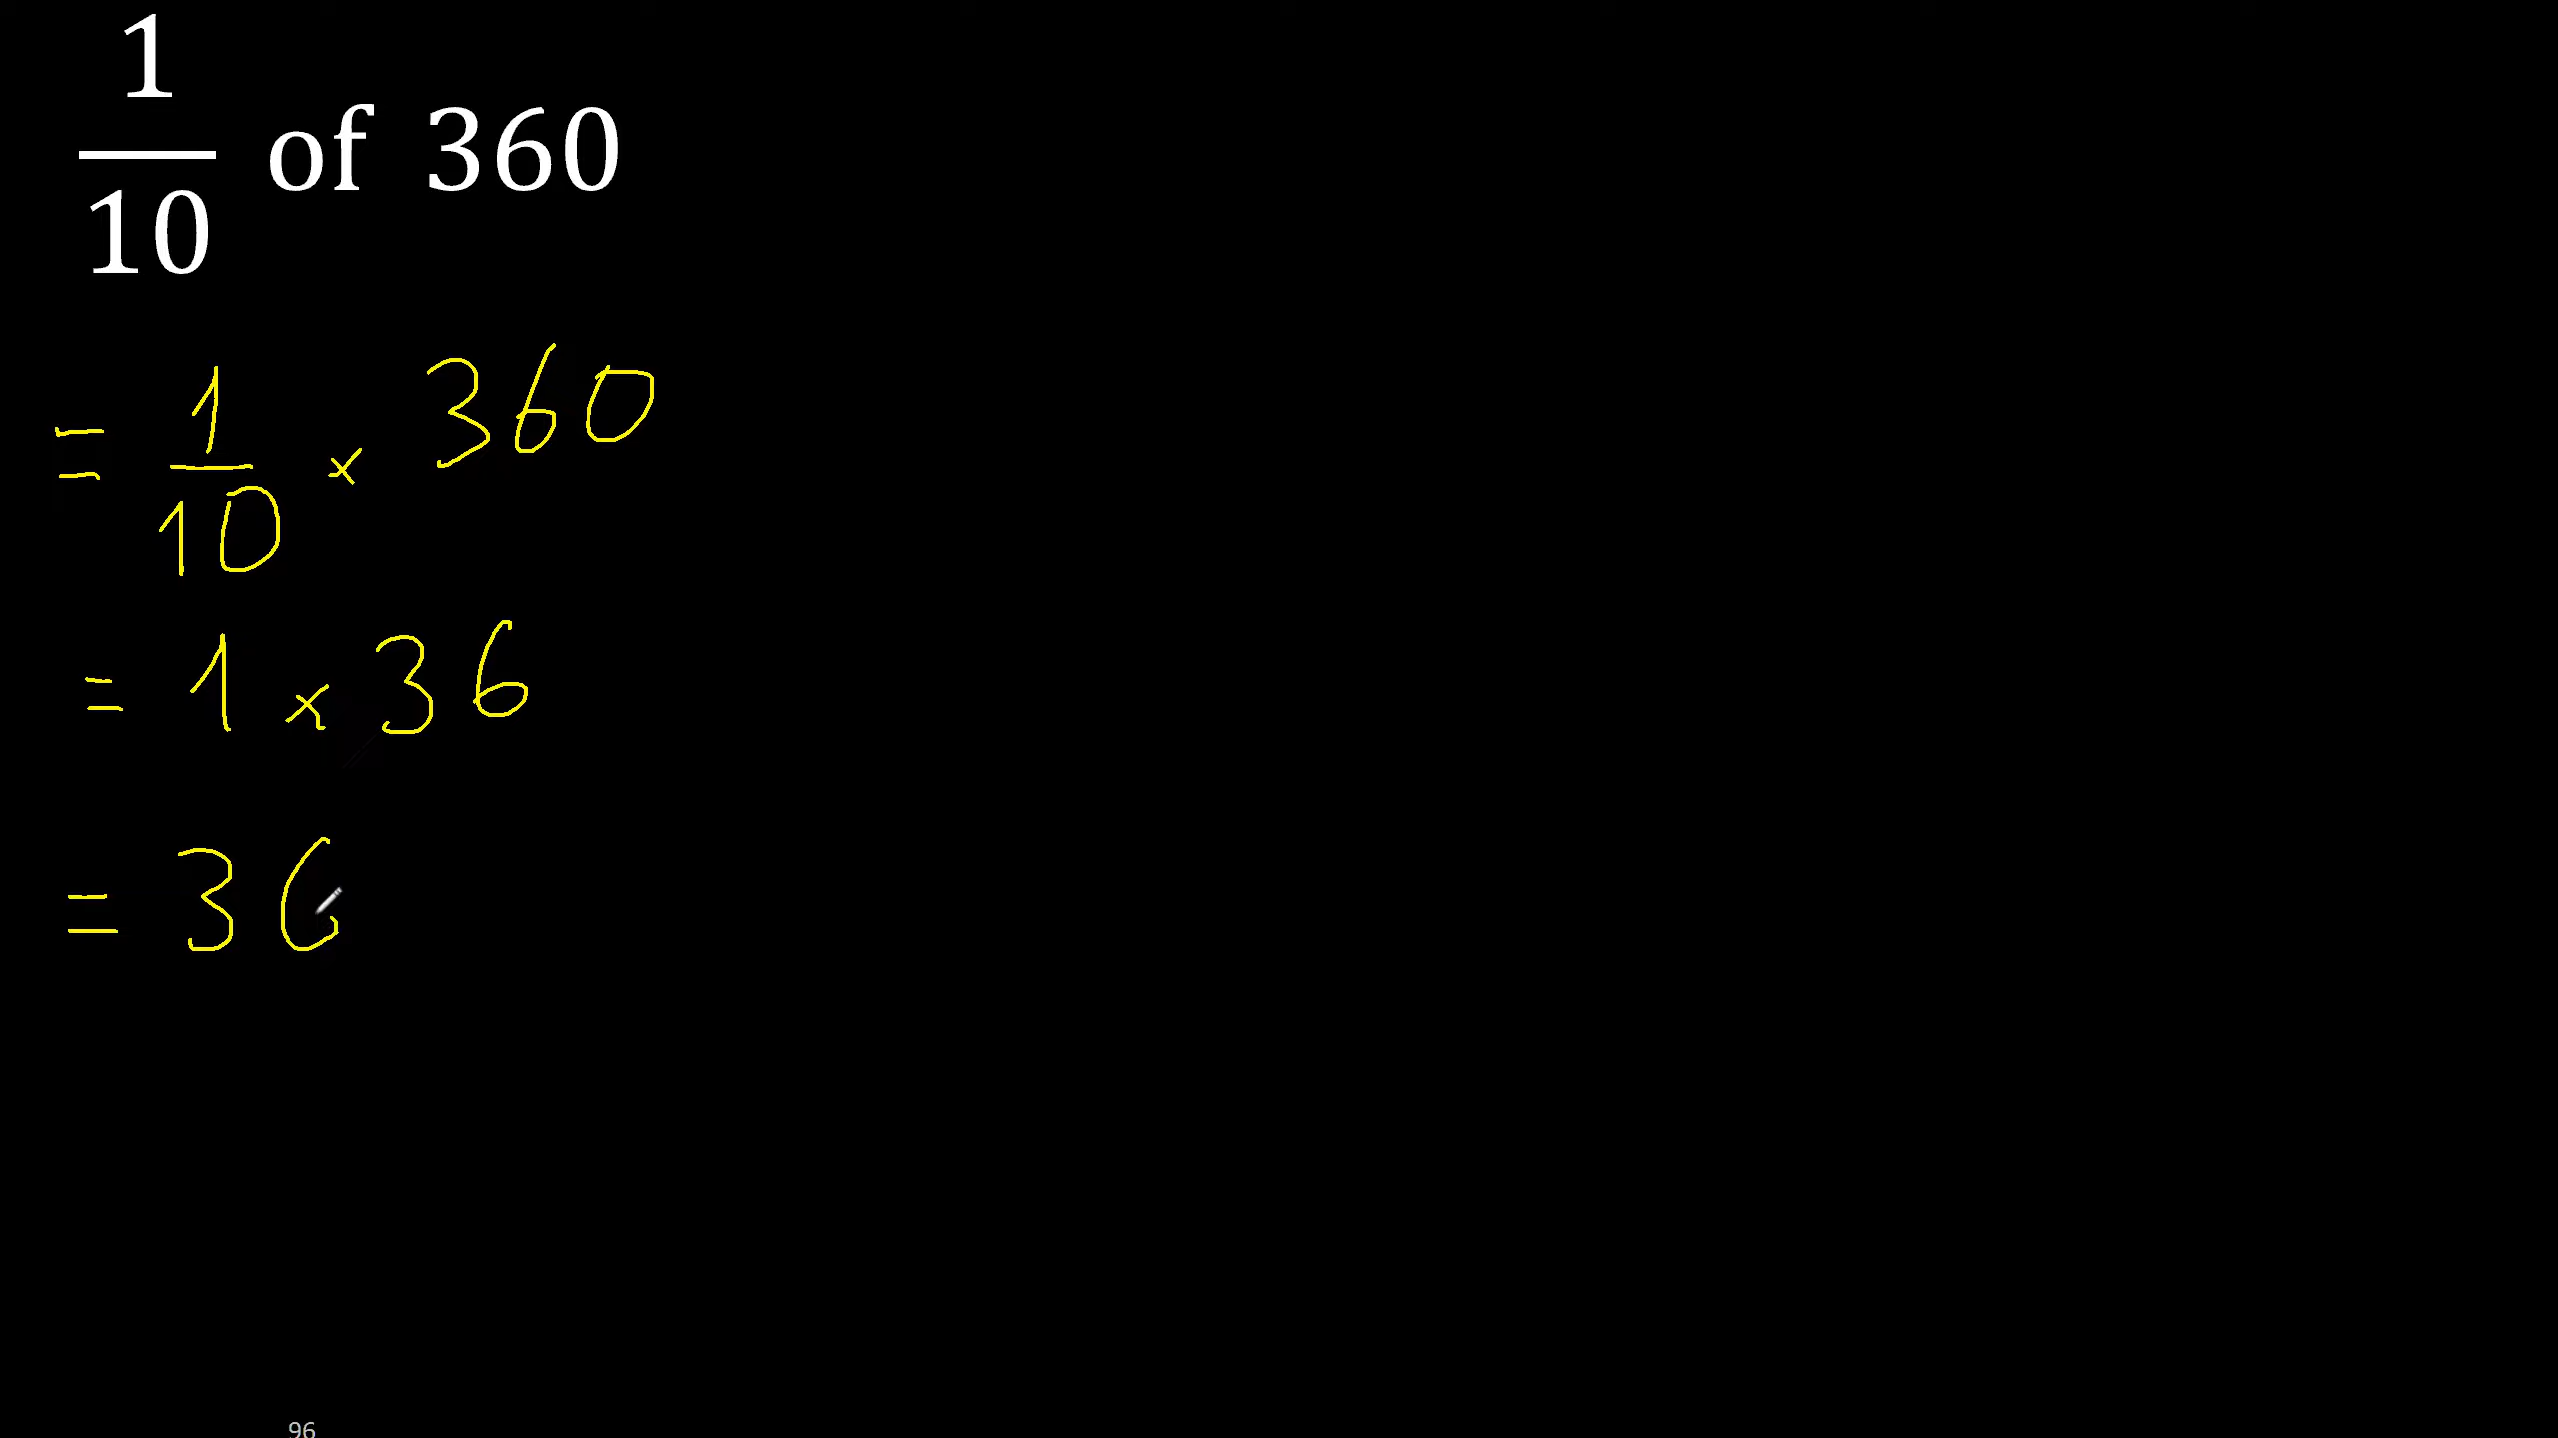 1/10 of 360
= 1/10 × 360
= 1 × 36
= 36
96